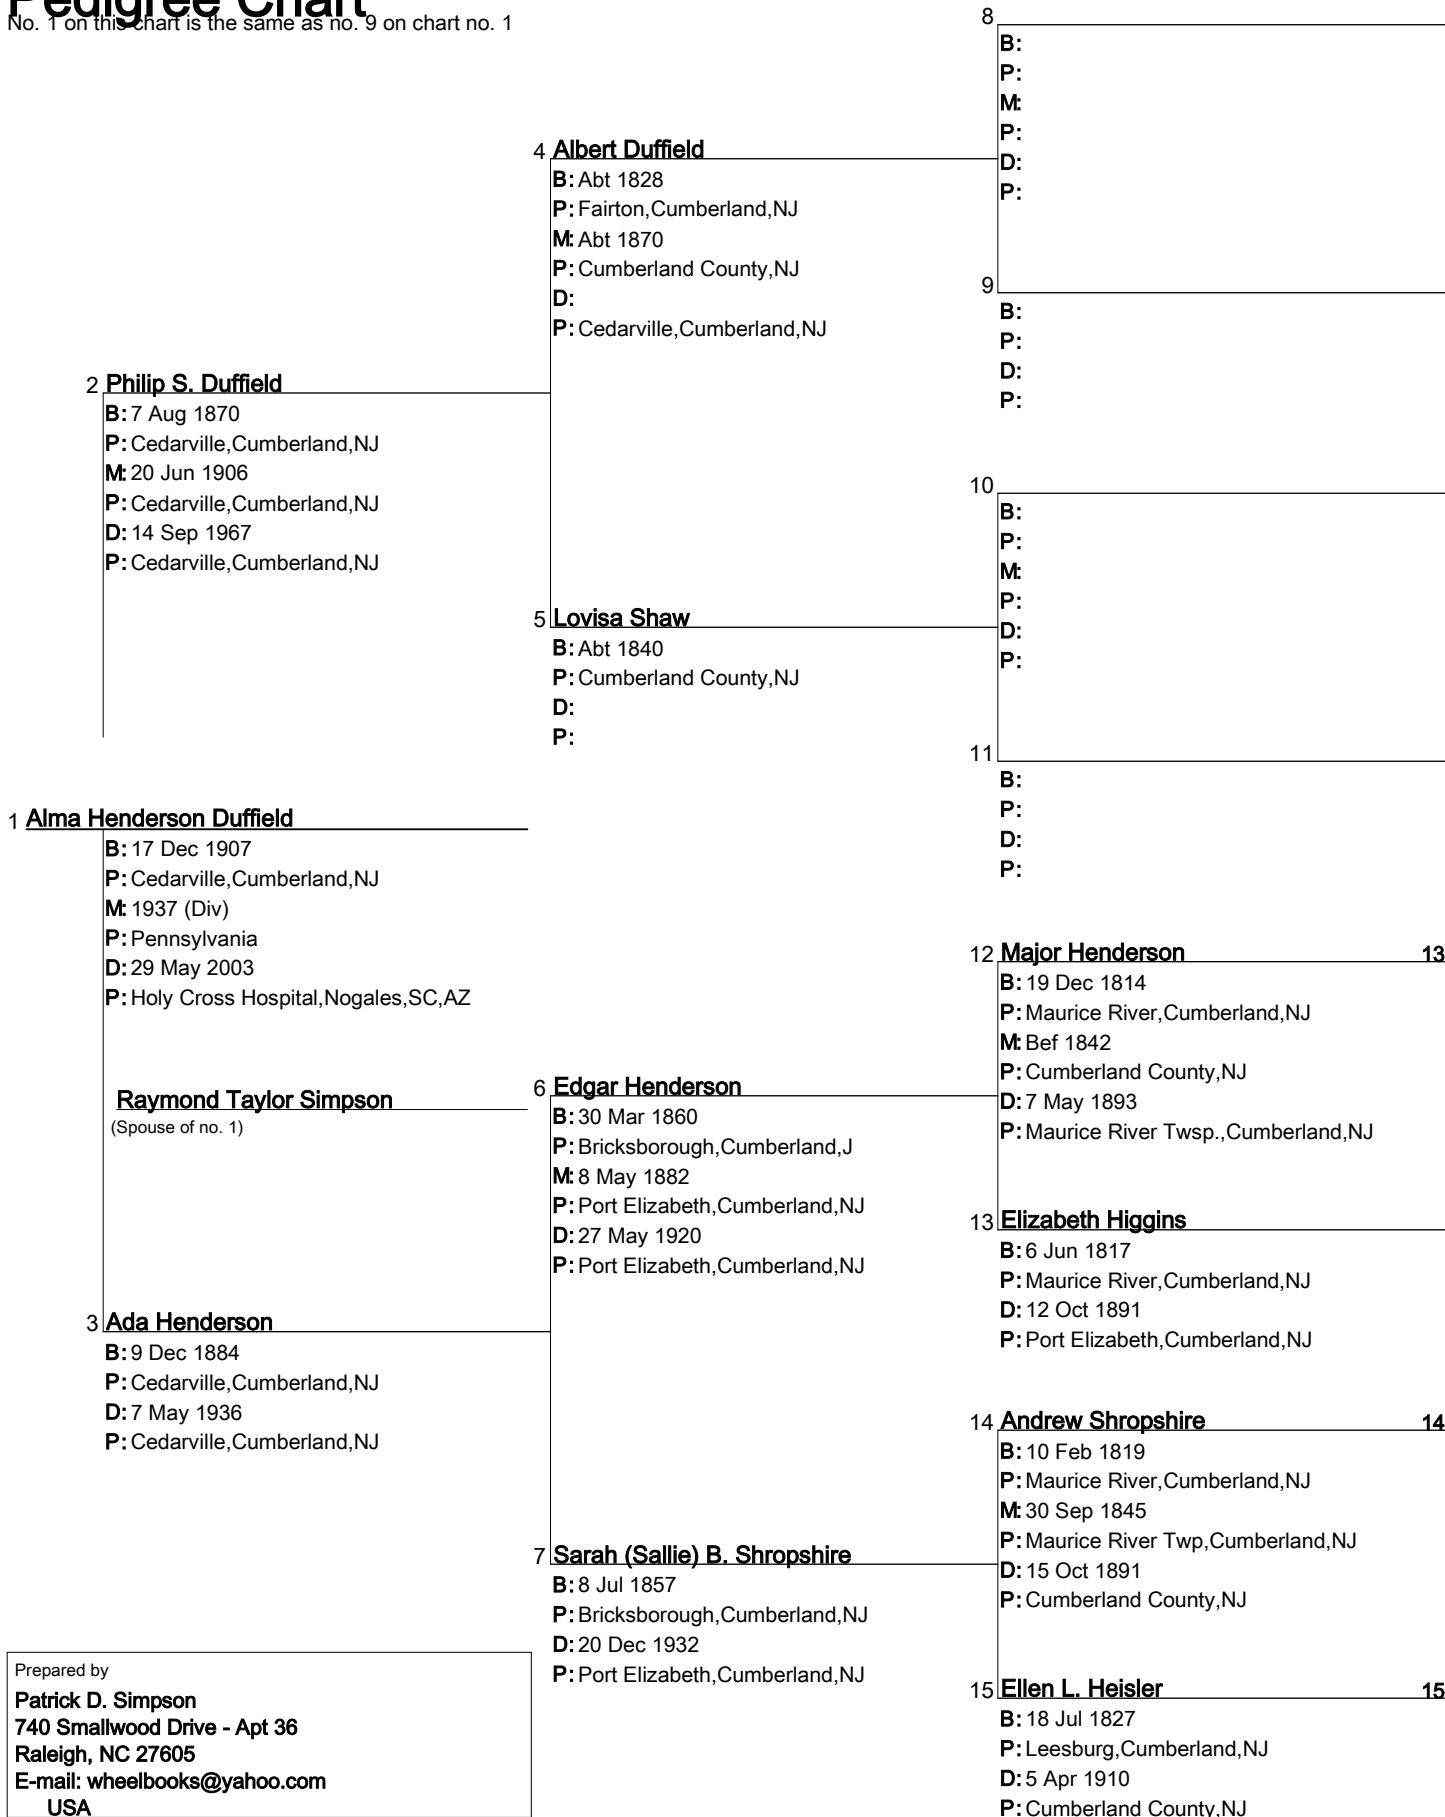 Pedigree Chart
No. 1 on this chart is the same as no. 9 on chart no. 1
8
B:
P:
M:
P:
D:
P:
4 Albert Duffield
B: Abt 1828
P: Fairton,Cumberland,NJ
M: Abt 1870
P: Cumberland County,NJ
D:
P: Cedarville,Cumberland,NJ
9
B:
P:
D:
P:
2 Philip S. Duffield
B: 7 Aug 1870
P: Cedarville,Cumberland,NJ
M: 20 Jun 1906
P: Cedarville,Cumberland,NJ
D: 14 Sep 1967
P: Cedarville,Cumberland,NJ
10
B:
P:
M:
P:
D:
P:
5 Lovisa Shaw
B: Abt 1840
P: Cumberland County,NJ
D:
P:
11
B:
P:
D:
P:
1 Alma Henderson Duffield
B: 17 Dec 1907
P: Cedarville,Cumberland,NJ
M: 1937 (Div)
P: Pennsylvania
D: 29 May 2003
P: Holy Cross Hospital,Nogales,SC,AZ
Raymond Taylor Simpson
(Spouse of no. 1)
12 Major Henderson 13
B: 19 Dec 1814
P: Maurice River,Cumberland,NJ
M: Bef 1842
P: Cumberland County,NJ
D: 7 May 1893
P: Maurice River Twsp.,Cumberland,NJ
6 Edgar Henderson
B: 30 Mar 1860
P: Bricksborough,Cumberland,J
M: 8 May 1882
P: Port Elizabeth,Cumberland,NJ
D: 27 May 1920
P: Port Elizabeth,Cumberland,NJ
13 Elizabeth Higgins
B: 6 Jun 1817
P: Maurice River,Cumberland,NJ
D: 12 Oct 1891
P: Port Elizabeth,Cumberland,NJ
3 Ada Henderson
B: 9 Dec 1884
P: Cedarville,Cumberland,NJ
D: 7 May 1936
P: Cedarville,Cumberland,NJ
14 Andrew Shropshire 14
B: 10 Feb 1819
P: Maurice River,Cumberland,NJ
M: 30 Sep 1845
P: Maurice River Twp,Cumberland,NJ
D: 15 Oct 1891
P: Cumberland County,NJ
7 Sarah (Sallie) B. Shropshire
B: 8 Jul 1857
P: Bricksborough,Cumberland,NJ
D: 20 Dec 1932
P: Port Elizabeth,Cumberland,NJ
15 Ellen L. Heisler 15
B: 18 Jul 1827
P: Leesburg,Cumberland,NJ
D: 5 Apr 1910
P: Cumberland County,NJ
Prepared by
Patrick D. Simpson
740 Smallwood Drive - Apt 36
Raleigh, NC 27605
E-mail: wheelbooks@yahoo.com
USA